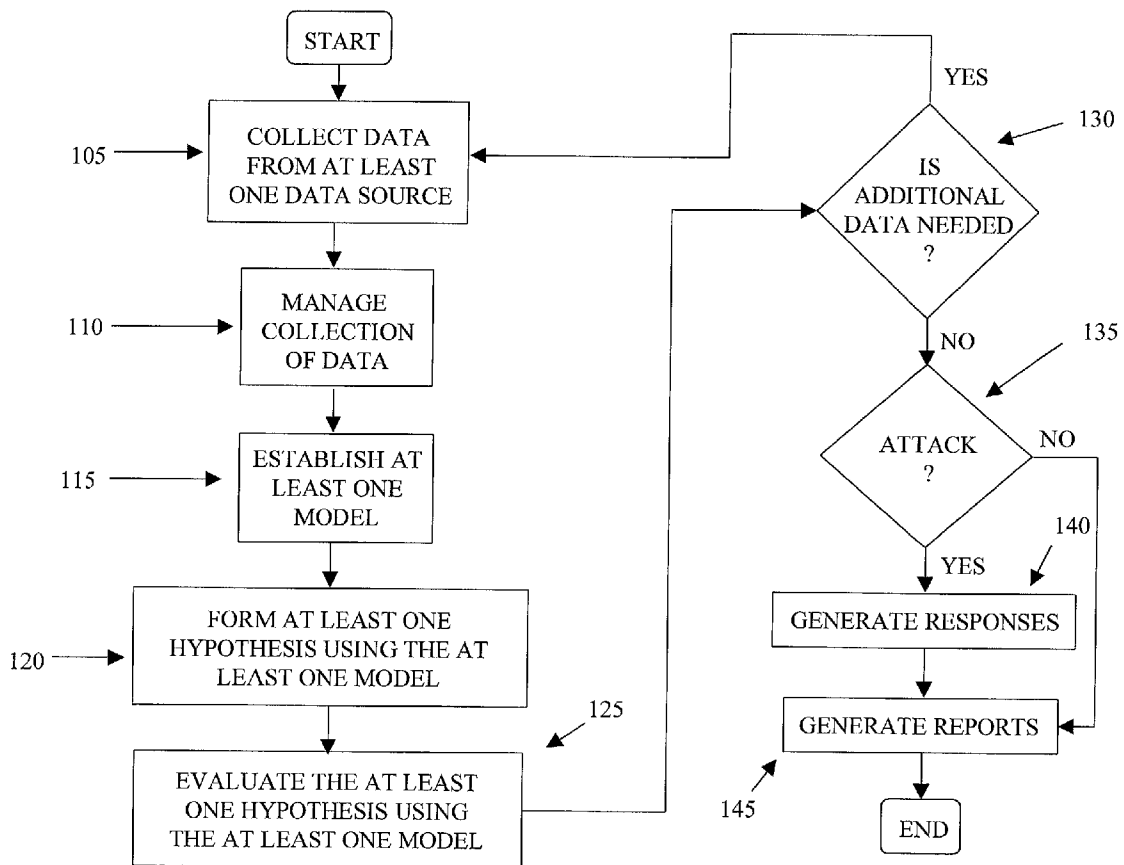 START
105
COLLECT DATA
FROM AT LEAST
ONE DATA SOURCE
110
MANAGE
COLLECTION
OF DATA
115
ESTABLISH AT
LEAST ONE
MODEL
120
FORM AT LEAST ONE
HYPOTHESIS USING THE AT
LEAST ONE MODEL
125
EVALUATE THE AT LEAST
ONE HYPOTHESIS USING
THE AT LEAST ONE MODEL
YES
130
IS
ADDITIONAL
DATA NEEDED
?
NO
135
ATTACK
?
NO
YES
140
GENERATE RESPONSES
GENERATE REPORTS
145
END